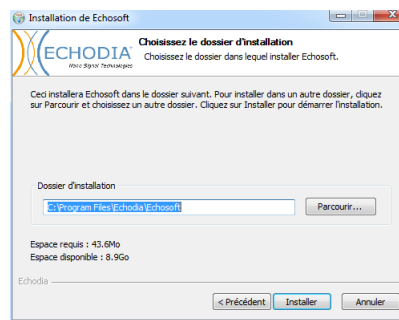 Installation de Echosoft
ECHODIA
Nova Signal Technologies
Choisissez le dossier d'installation
Choisissez le dossier dans lequel installer Echosoft.
Ceci installera Echosoft dans le dossier suivant. Pour installer dans un autre dossier, cliquez
sur Parcourir et choisissez un autre dossier. Cliquez sur Installer pour démarrer l'installation.
Dossier d'installation
C:\Program Files\Echodia\Echosoft
Parcourir...
Espace requis : 43.6Mo
Espace disponible : 8.9Go
Echodia
< Précédent
Installer
Annuler